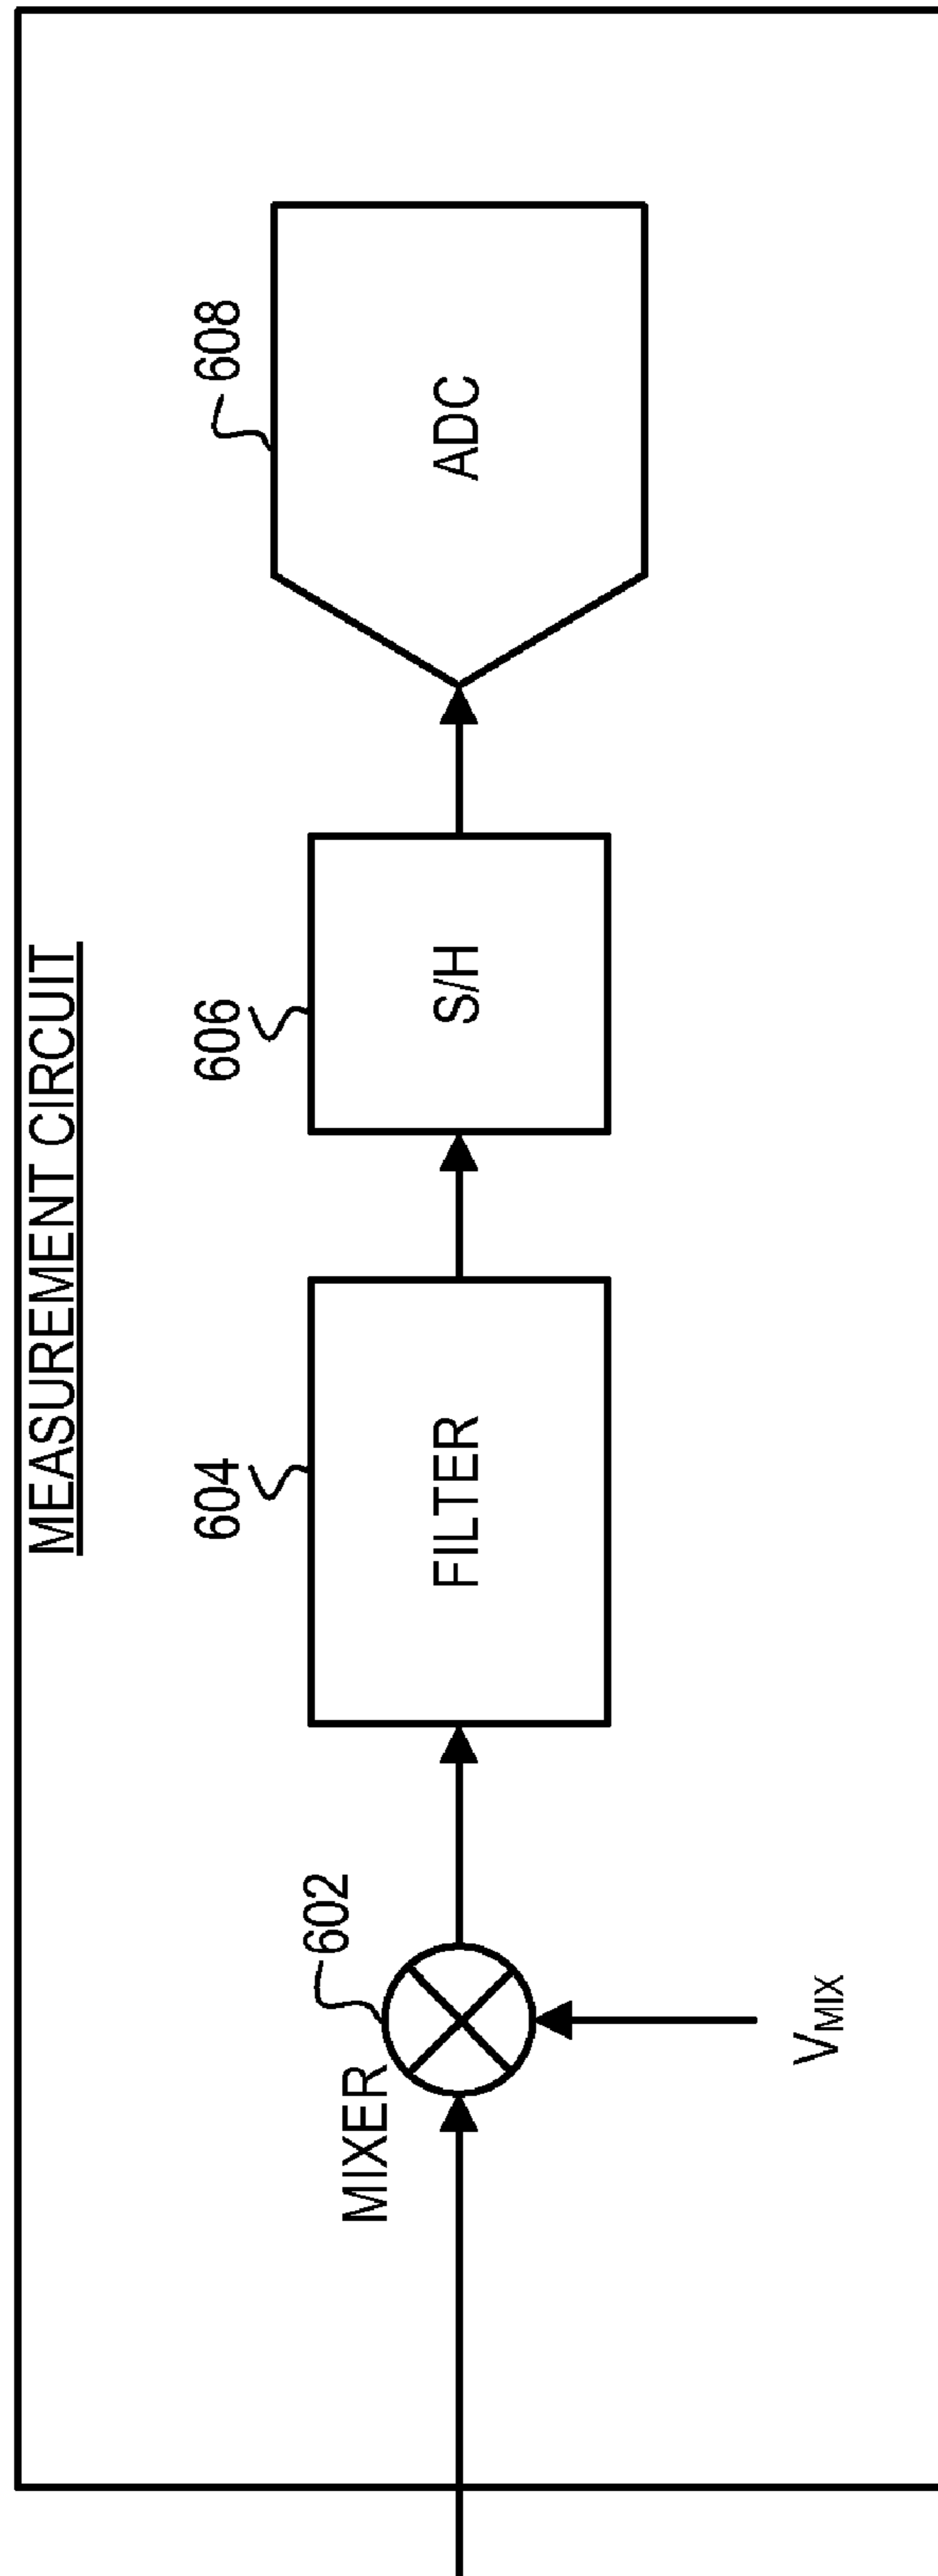 MEASUREMENT CIRCUIT
602
604
606
608
MIXER
FILTER
S/H
ADC
VMIX